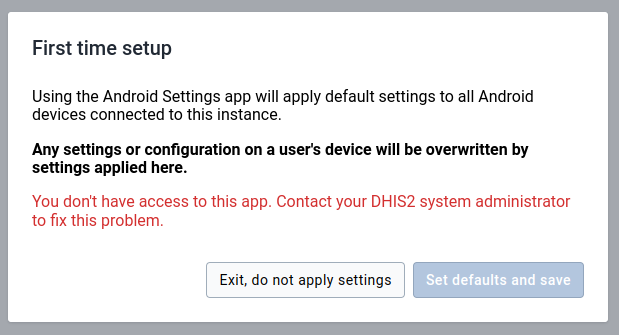 First time setup
Using the Android Settings app will apply default settings to all Android
devices connected to this instance.
Any settings or configuration on a user's device will be overwritten by
settings applied here.
You don't have access to this app. Contact your DHIS2 system administrator
to fix this problem.
Exit, do not apply settings
Set defaults and save